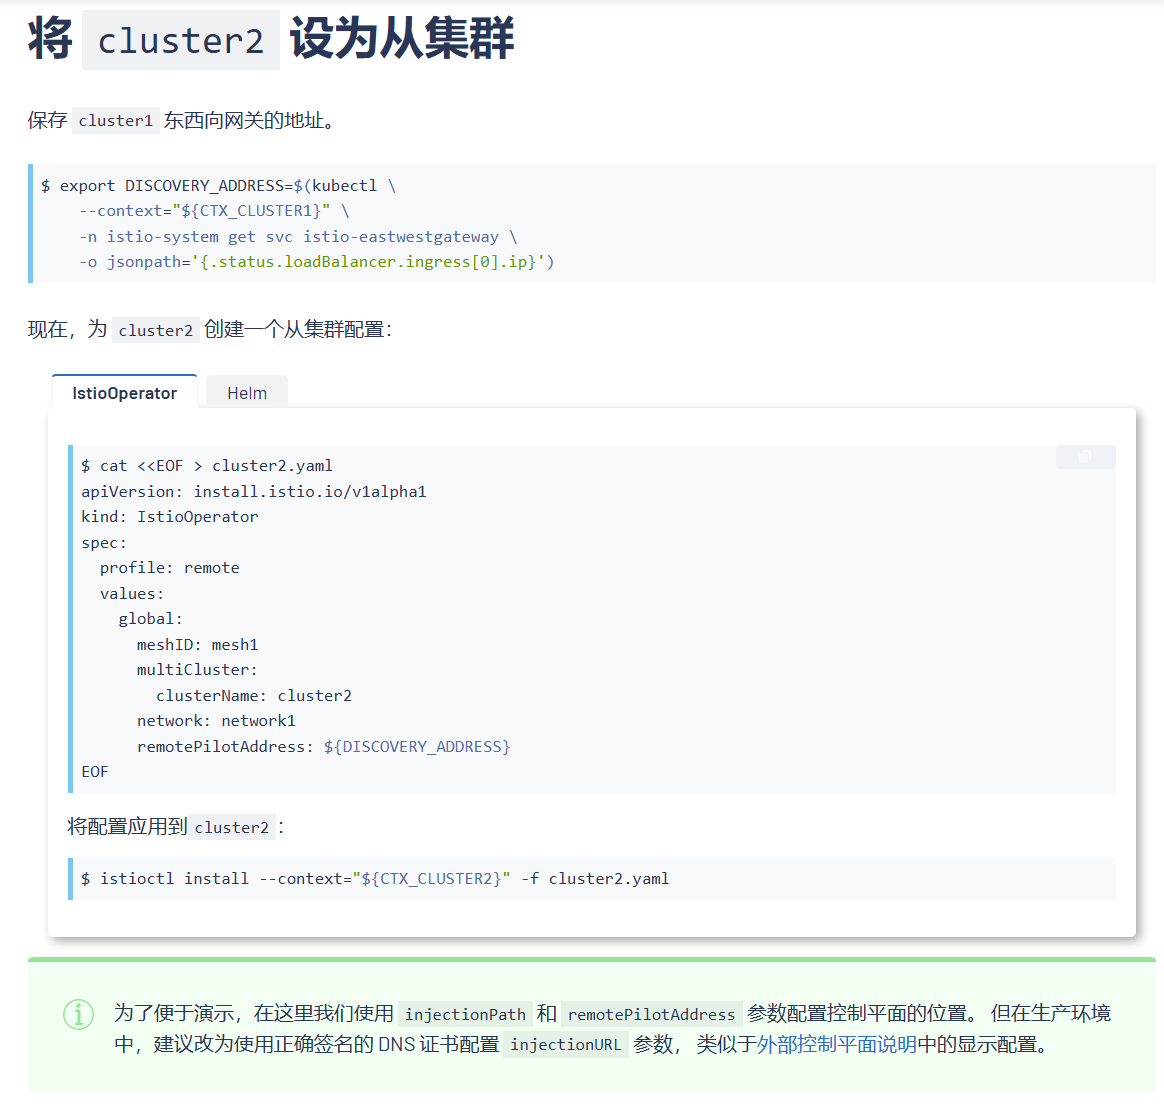 将 cluster2 设为从集群
保存 cluster1 东西向网关的地址。
$ export DISCOVERY_ADDRESS=$(kubectl \
    --context="${CTX_CLUSTER1}" \
    -n istio-system get svc istio-eastwestgateway \
    -o jsonpath='{.status.loadBalancer.ingress[0].ip}')
现在，为 cluster2 创建一个从集群配置：
IstioOperator Helm
$ cat <<EOF > cluster2.yaml
apiVersion: install.istio.io/v1alpha1
kind: IstioOperator
spec:
  profile: remote
  values:
    global:
      meshID: mesh1
      multiCluster:
        clusterName: cluster2
      network: network1
      remotePilotAddress: ${DISCOVERY_ADDRESS}
EOF
将配置应用到 cluster2：
$ istioctl install --context="${CTX_CLUSTER2}" -f cluster2.yaml
为了便于演示，在这里我们使用 injectionPath 和 remotePilotAddress 参数配置控制平面的位置。 但在生产环境
中，建议改为使用正确签名的 DNS 证书配置 injectionURL 参数， 类似于外部控制平面说明中的显示配置。